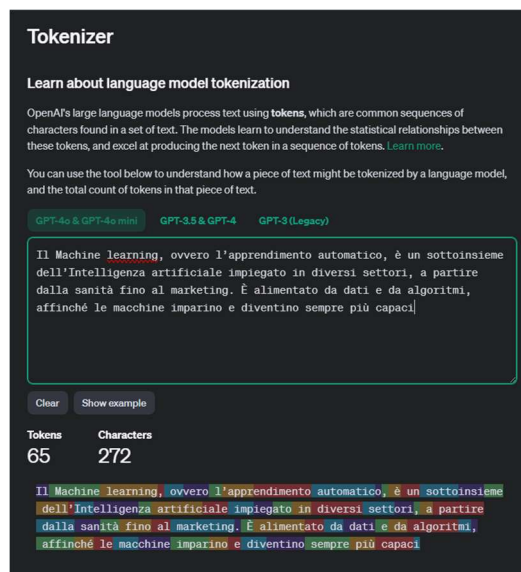 Tokenizer
Learn about language model tokenization
OpenAI's large language models process text using tokens, which are common sequences of
characters found in a set of text. The models learn to understand the statistical relationships between
these tokens, and excel at producing the next token in a sequence of tokens. Learn more.
You can use the tool below to understand how a piece of text might be tokenized by a language model,
and the total count of tokens in that piece of text.
GPT-4o & GPT-4o mini GPT-3.5 & GPT-4 GPT-3 (Legacy)
Il Machine learning, ovvero l’apprendimento automatico, è un sottoinsieme
dell’Intelligenza artificiale impiegato in diversi settori, a partire
dalla sanità fino al marketing. È alimentato da dati e da algoritmi,
affinché le macchine imparino e diventino sempre più capaci
Clear Show example
Tokens Characters
65 272
Il Machine learning, ovvero l’apprendimento automatico, è un sottoinsieme
dell’Intelligenza artificiale impiegato in diversi settori, a partire
dalla sanità fino al marketing. È alimentato da dati e da algoritmi,
affinché le macchine imparino e diventino sempre più capaci